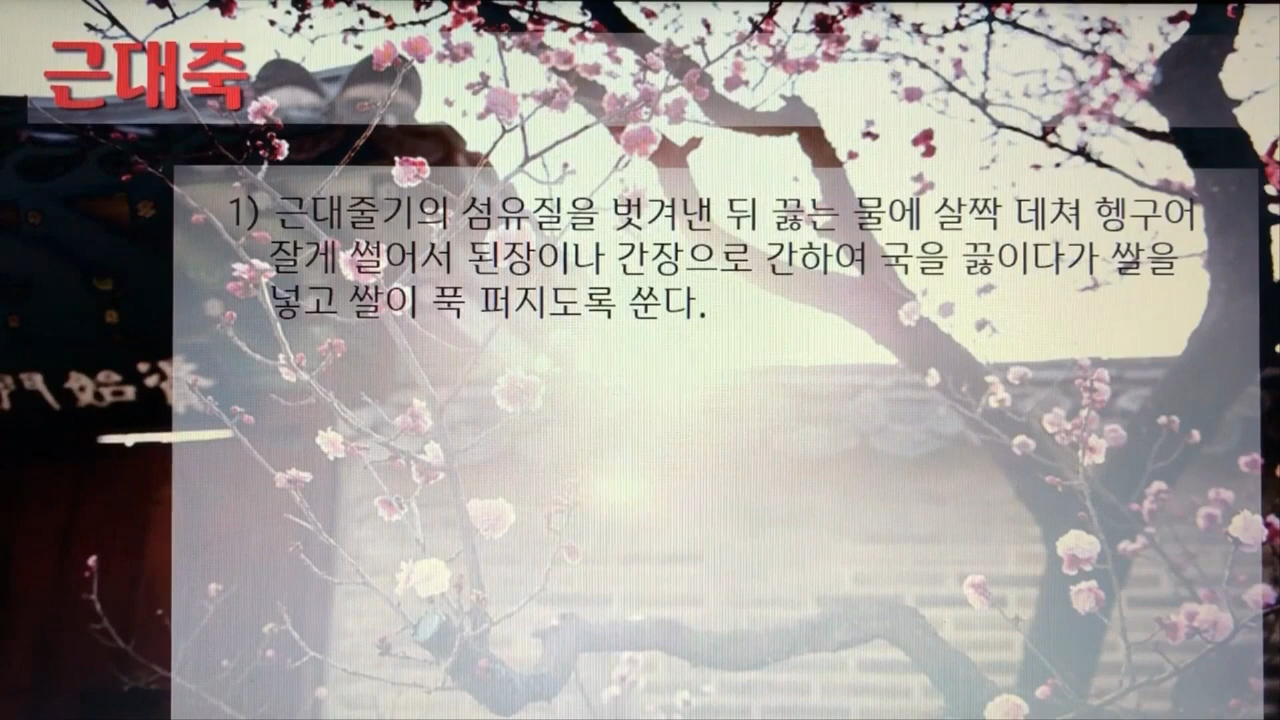 근대죽
1) 근대줄기의 섬유질을 벗겨낸 뒤 끓는 물에 살짝 데쳐 헹구어
잘게 썰어서 된장이나 간장으로 간하여 국을 끓이다가 쌀을
넣고 쌀이 푹 퍼지도록 쑨다.
門始